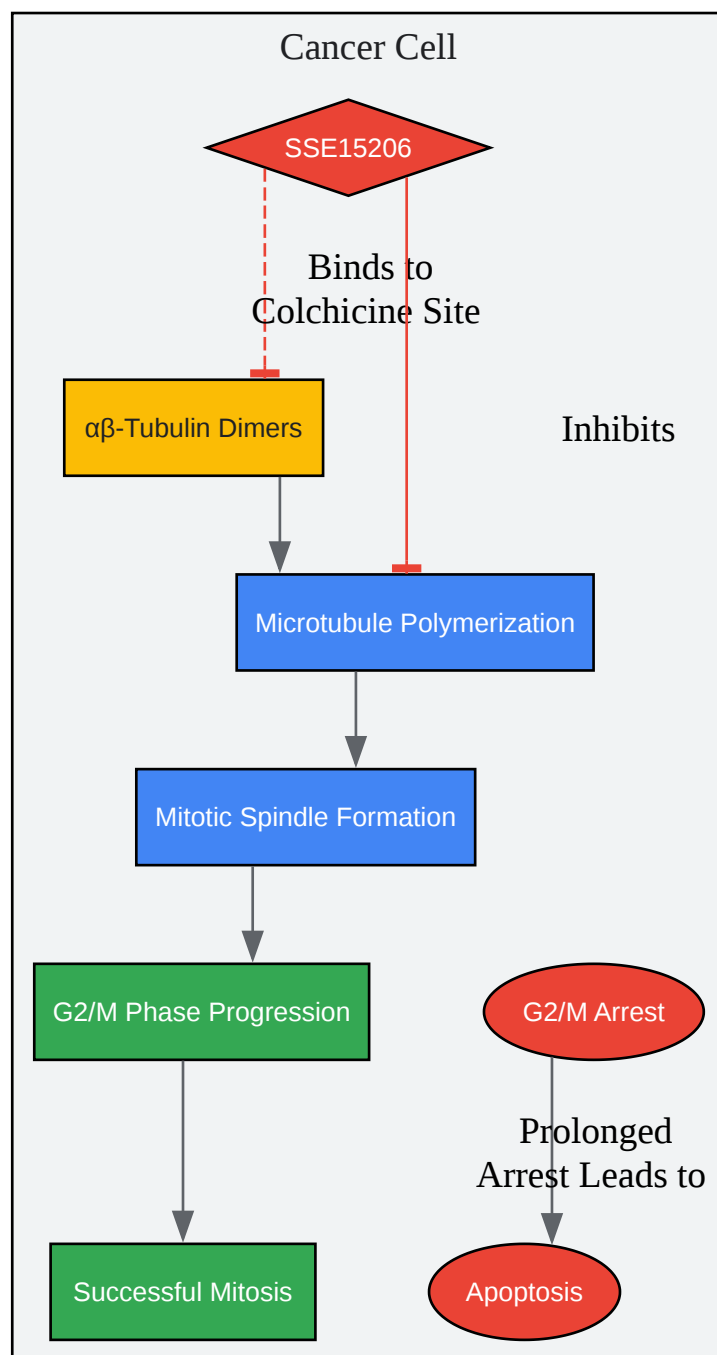 Cancer Cell
SSE15206
Binds to
Colchicine Site
αβ-Tubulin Dimers
Inhibits
Microtubule Polymerization
Mitotic Spindle Formation
G2/M Phase Progression
G2/M Arrest
Prolonged
Arrest Leads to
Successful Mitosis
Apoptosis